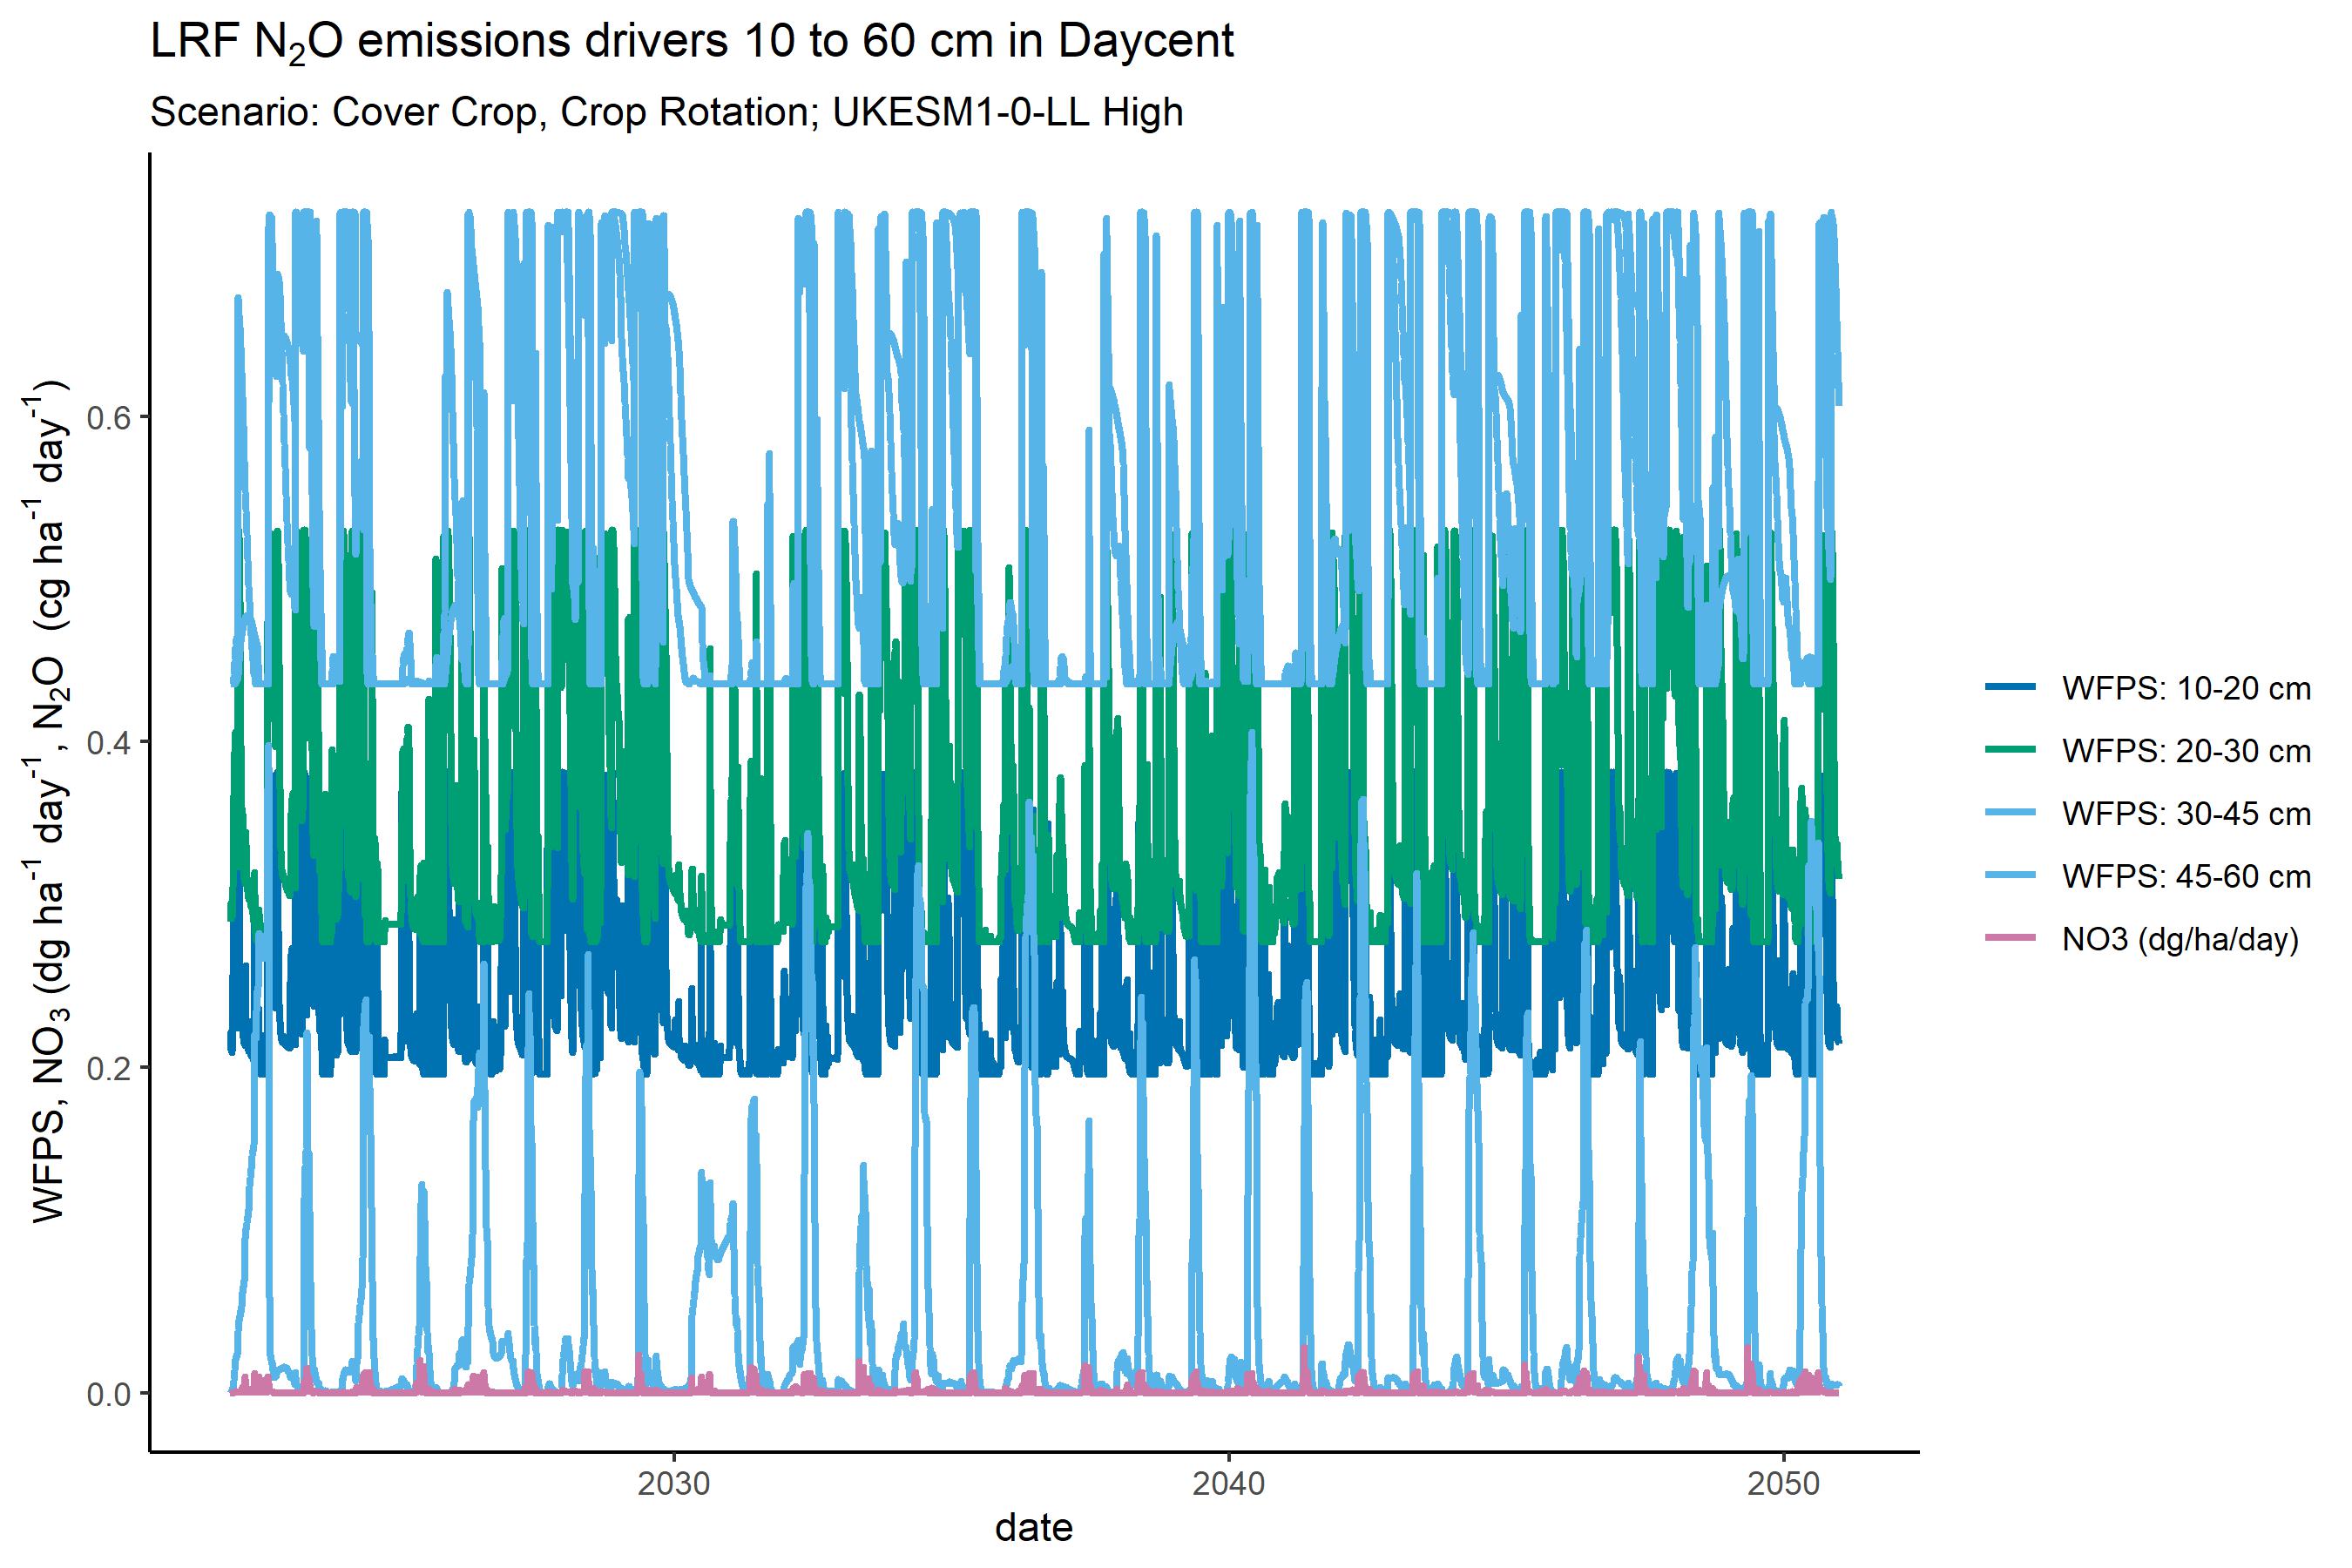 LRF N₂O emissions drivers 10 to 60 cm in Daycent
Scenario: Cover Crop, Crop Rotation; UKESM1-0-LL High
WFPS, NO₃ (dg ha⁻¹ day⁻¹, N₂O  (cg ha⁻¹ day⁻¹)
0.6
0.4
0.2
0.0
2030
2040
2050
date
WFPS: 10-20 cm
WFPS: 20-30 cm
WFPS: 30-45 cm
WFPS: 45-60 cm
NO3 (dg/ha/day)